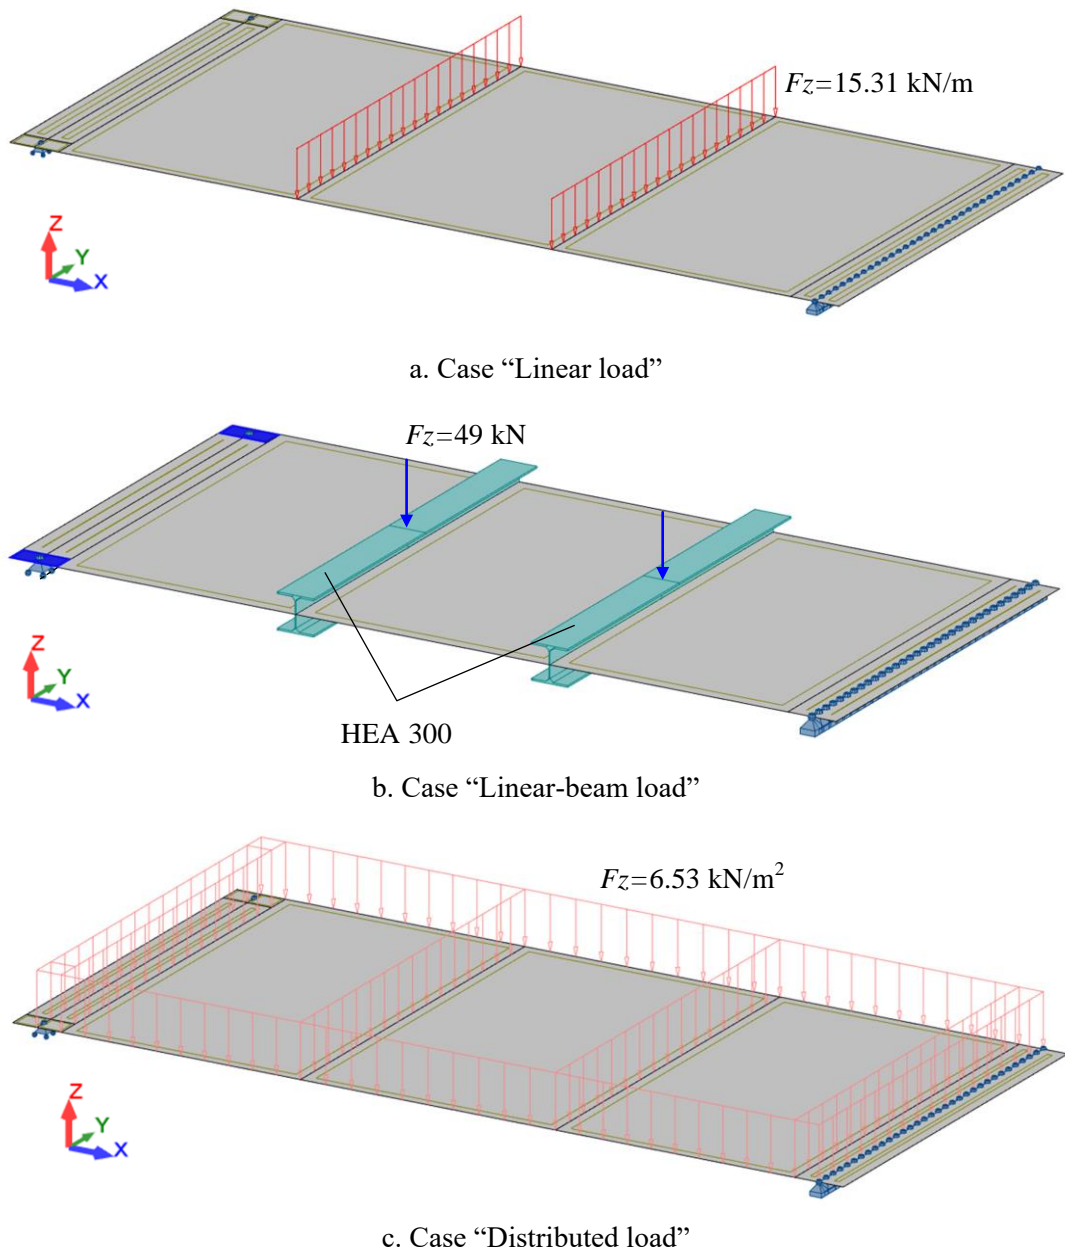 Fz=15.31 kN/m
Z
Y
X
a. Case “Linear load”
Fz=49 kN
Z
Y
X
HEA 300
b. Case “Linear-beam load”
Fz=6.53 kN/m²
Z
Y
X
c. Case “Distributed load”